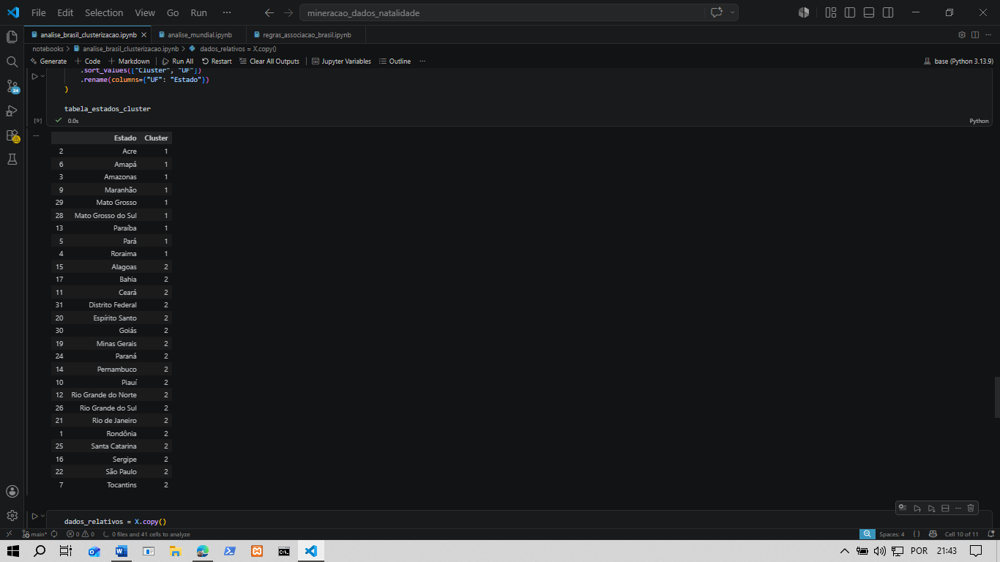 File Edit Selection View Go Run ··· mineracao_dados_natalidade
analise_brasil_clusterizacao.ipynb analise_mundial.ipynb regras_associacao_brasil.ipynb
notebooks > analise_brasil_clusterizacao.ipynb > dados_relativos = X.copy()
Generate + Code + Markdown Run All Restart Clear All Outputs Jupyter Variables Outline ··· base (Python 3.13.9)
.sort_values(["Cluster", "UF"])
.rename(columns={"UF": "Estado"})
)
tabela_estados_cluster
[9] 0.0s Python
Estado Cluster
2 Acre 1
6 Amapá 1
3 Amazonas 1
9 Maranhão 1
29 Mato Grosso 1
28 Mato Grosso do Sul 1
13 Paraíba 1
5 Pará 1
4 Roraima 1
15 Alagoas 2
17 Bahia 2
11 Ceará 2
31 Distrito Federal 2
20 Espírito Santo 2
30 Goiás 2
19 Minas Gerais 2
24 Paraná 2
14 Pernambuco 2
10 Piauí 2
12 Rio Grande do Norte 2
26 Rio Grande do Sul 2
21 Rio de Janeiro 2
1 Rondônia 2
25 Santa Catarina 2
16 Sergipe 2
22 São Paulo 2
7 Tocantins 2
dados_relativos = X.copy()
24
main* 0 0 0 files and 41 cells to analyze Spaces: 4 Cell 10 of 11
POR 21:43